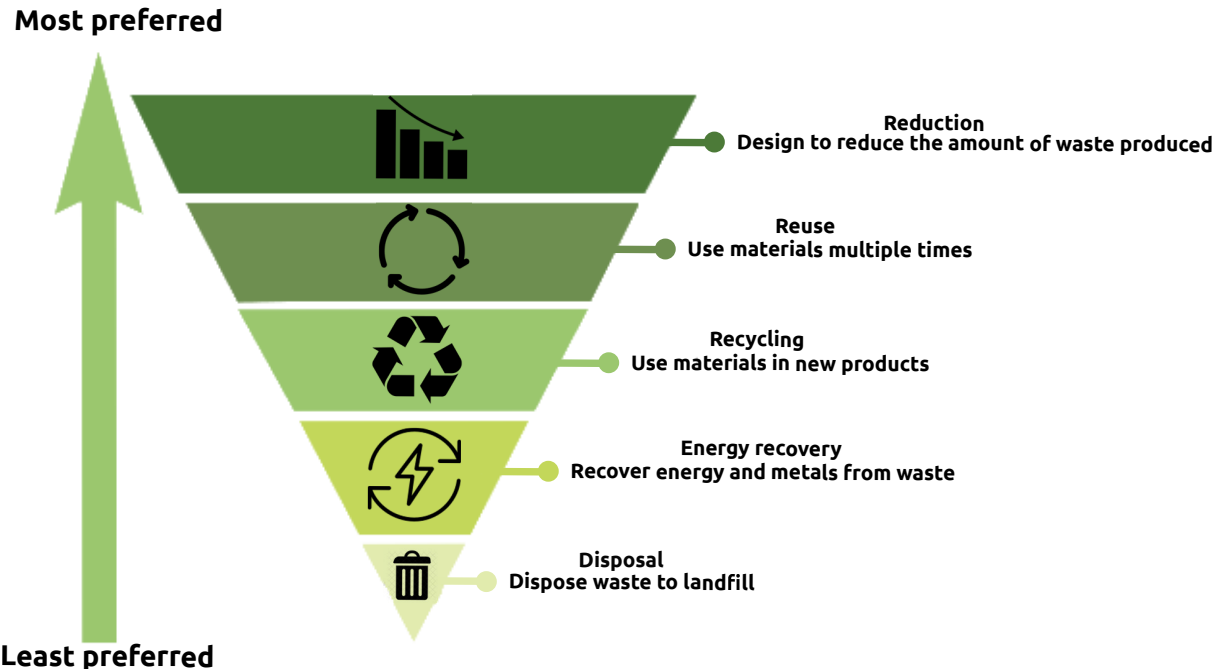 Most preferred
Reduction
Design to reduce the amount of waste produced
Reuse
Use materials multiple times
Recycling
Use materials in new products
Energy recovery
Recover energy and metals from waste
Disposal
Dispose waste to landfill
Least preferred